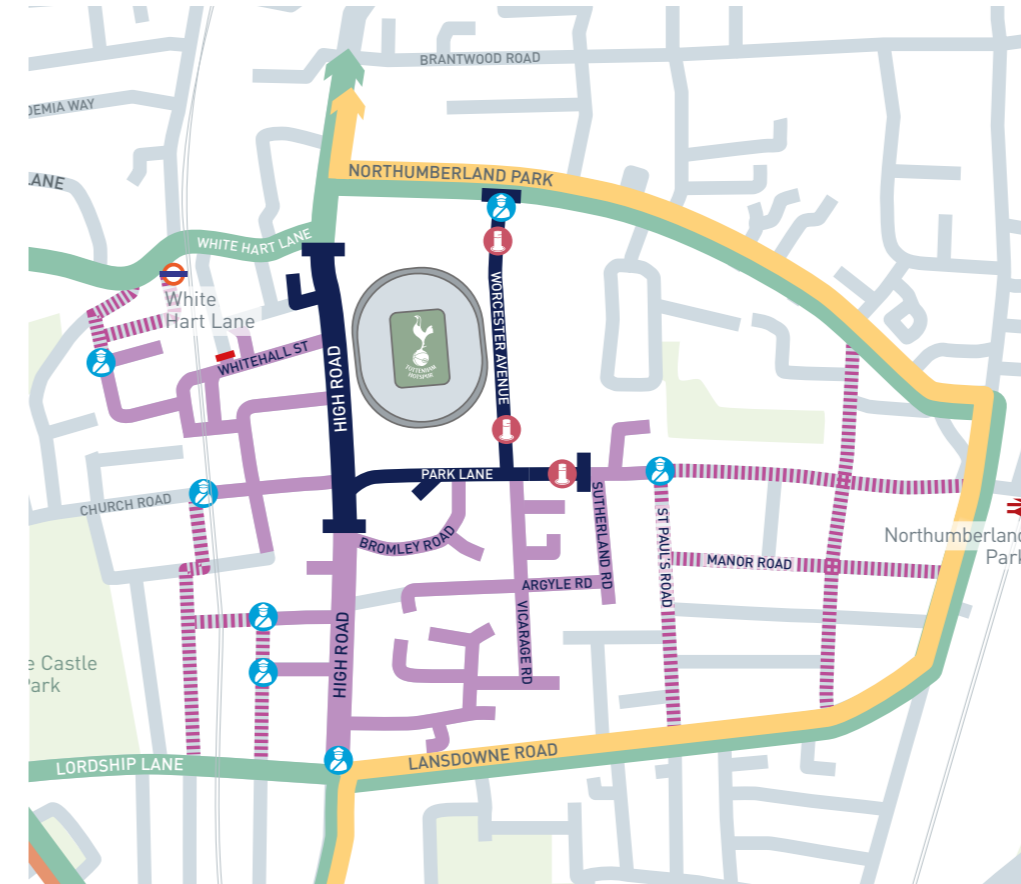 BRANTWOOD ROAD
DEMIA WAY
LANE
NORTHUMBERLAND PARK
WHITE HART LANE
White
Hart Lane
WHITEHALL ST
HIGH ROAD
TOTTENHAM
HOTSPUR
WORCESTER AVENUE
PARK LANE
CHURCH ROAD
BROMLEY ROAD
SUTHERLAND RD
ST PAUL'S ROAD
Northumberland
Park
MANOR ROAD
ARGYLE RD
VICARAGE RD
HIGH ROAD
e Castle
Park
LORDSHIP LANE
LANSDOWNE ROAD